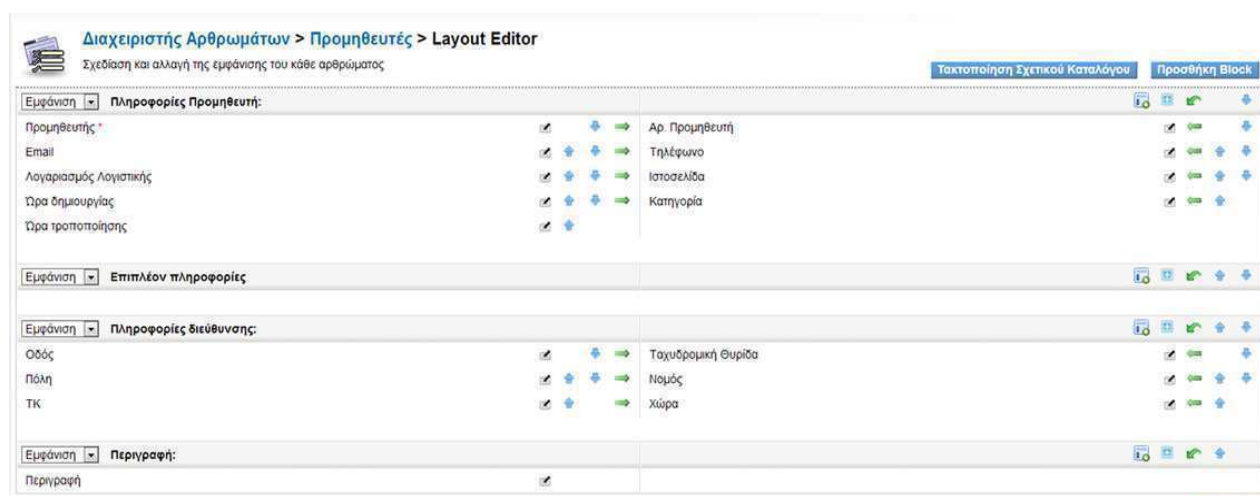 Διαχειριστής Αρθρωμάτων > Προμηθευτές > Layout Editor
Σχεδίαση και αλλαγή της εμφάνισης του κάθε αρθρώματος
Τακτοποίηση Σχετικού Καταλόγου Προσθήκη Block
Εμφάνιση Πληροφορίες Προμηθευτή:
Προμηθευτής * Αρ. Προμηθευτή
Email Τηλέφωνο
Λογαριασμός Λογιστικής Ιστοσελίδα
Ώρα δημιουργίας Κατηγορία
Ώρα τροποποίησης
Εμφάνιση Επιπλέον πληροφορίες
Εμφάνιση Πληροφορίες διεύθυνσης:
Οδός Ταχυδρομική Θυρίδα
Πόλη Νομός
ΤΚ Χώρα
Εμφάνιση Περιγραφή:
Περιγραφή